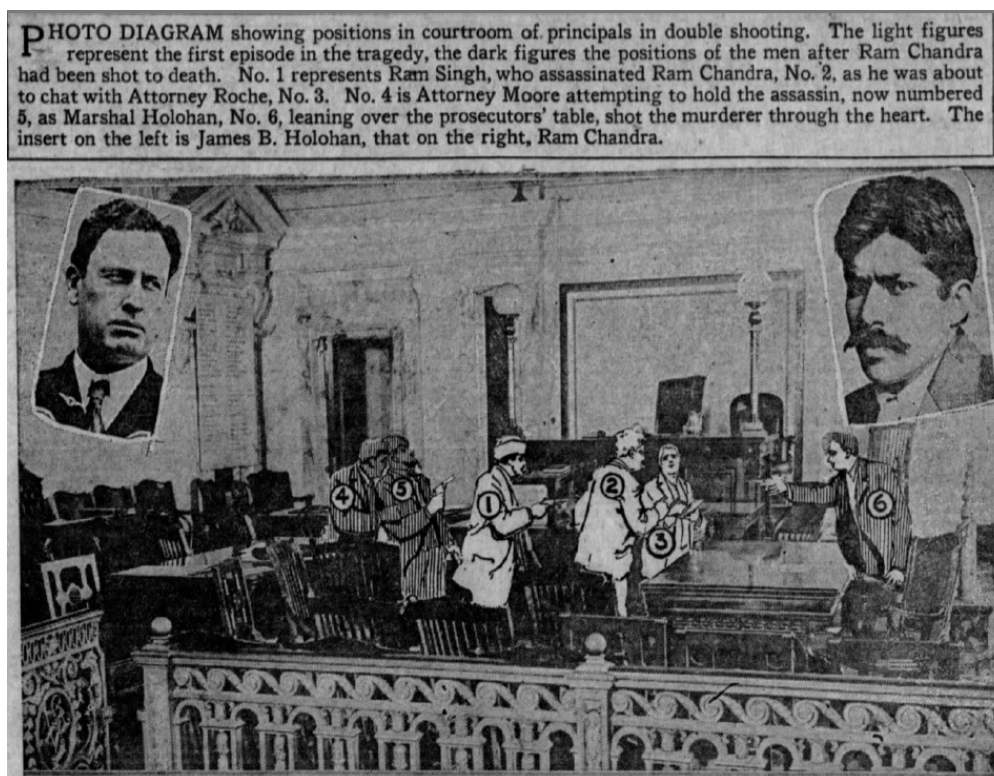 PHOTO DIAGRAM showing positions in courtroom of principals in double shooting. The light figures
represent the first episode in the tragedy, the dark figures the positions of the men after Ram Chandra
had been shot to death. No. 1 represents Ram Singh, who assassinated Ram Chandra, No. 2, as he was about
to chat with Attorney Roche, No. 3. No. 4 is Attorney Moore attempting to hold the assassin, now numbered
5, as Marshal Holohan, No. 6, leaning over the prosecutors' table, shot the murderer through the heart. The
insert on the left is James B. Holohan, that on the right, Ram Chandra.
4 5 1 2 3 6